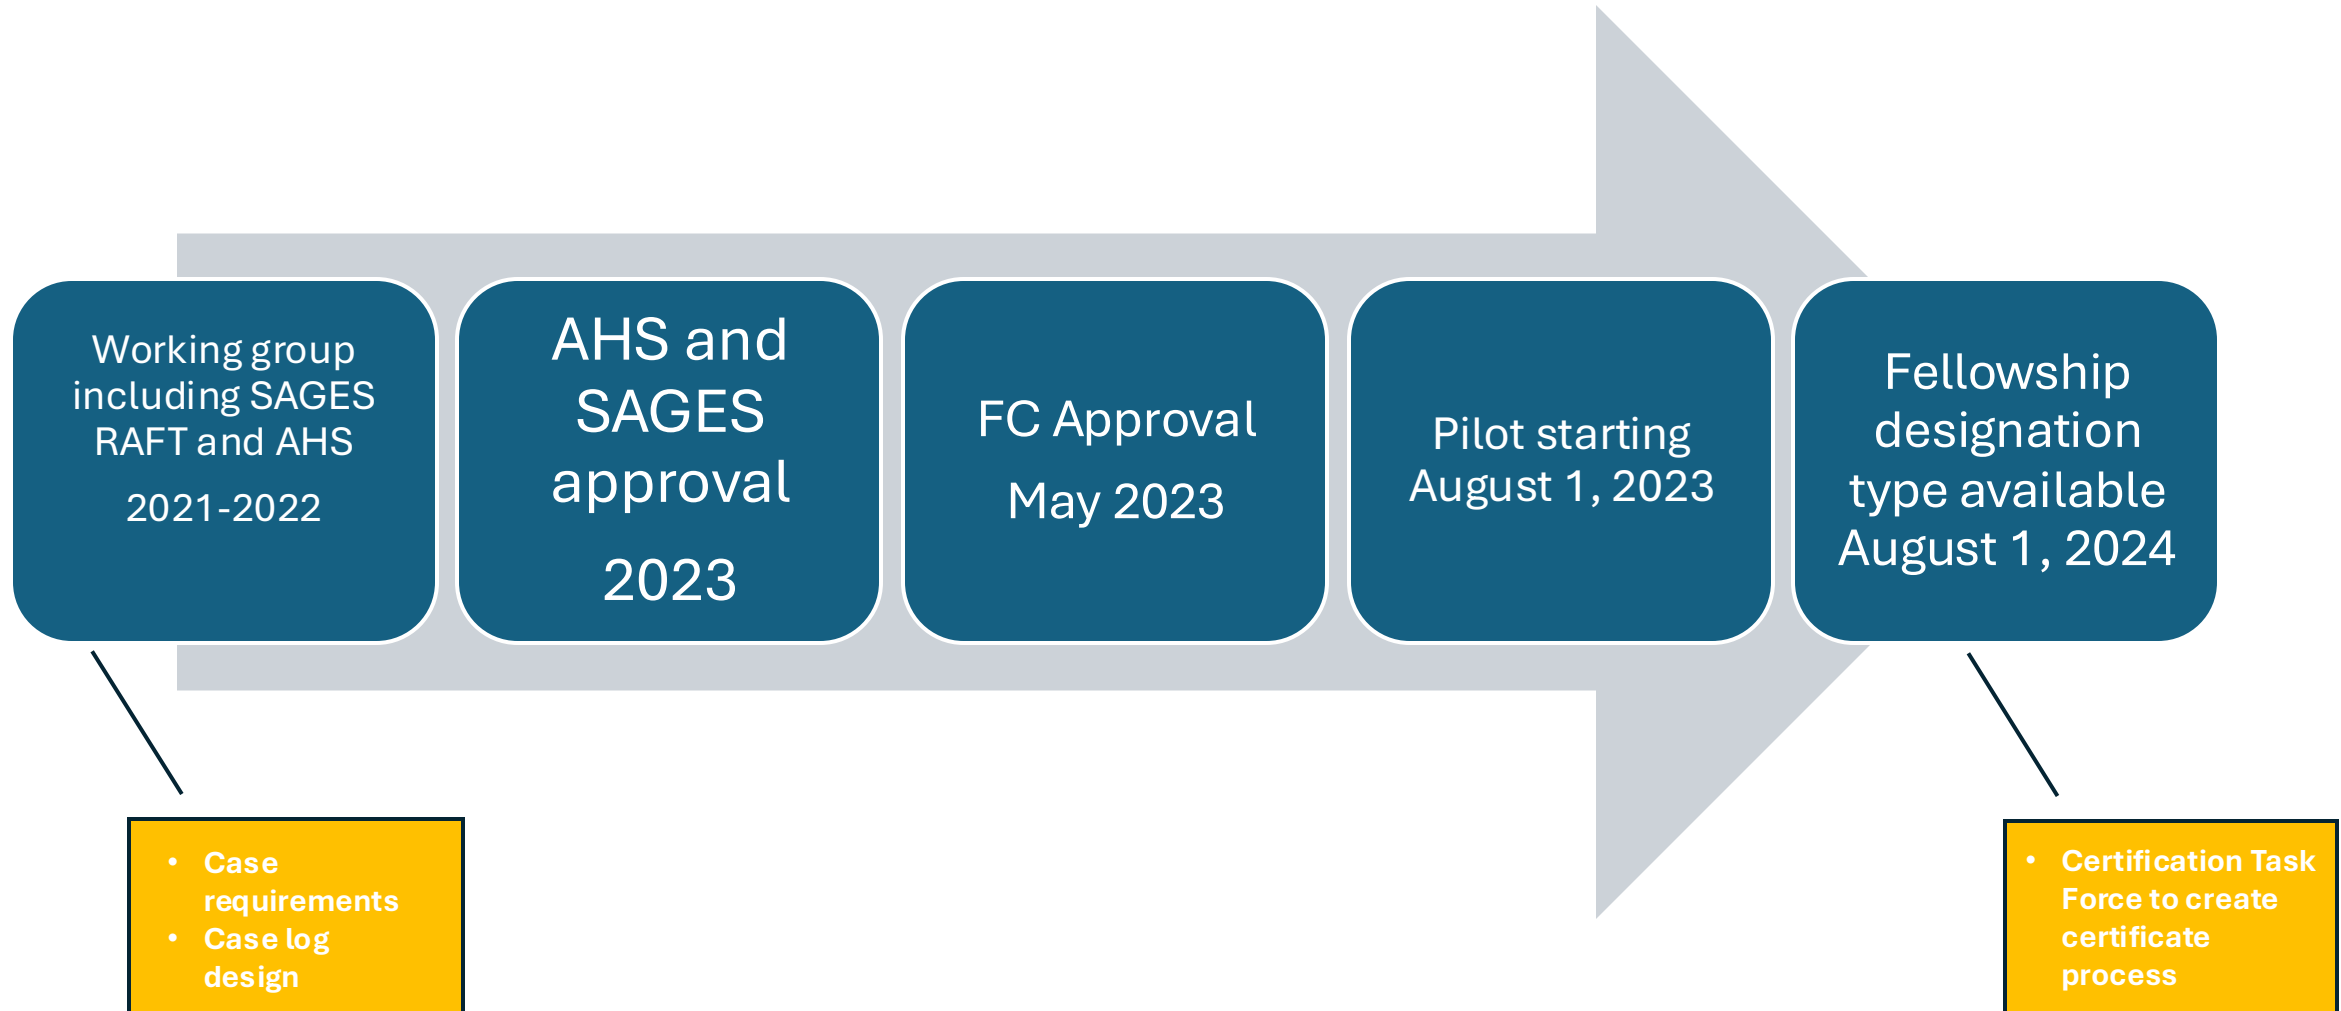 Working group
including SAGES
RAFT and AHS
2021-2022
AHS and
SAGES
approval
2023
FC Approval
May 2023
Pilot starting
August 1, 2023
Fellowship
designation
type available
August 1, 2024
• Case
requirements
• Case log
design
• Certification Task
Force to create
certificate
process